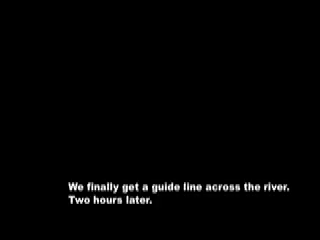 We finally get a guide line across the river.
Two hours later.